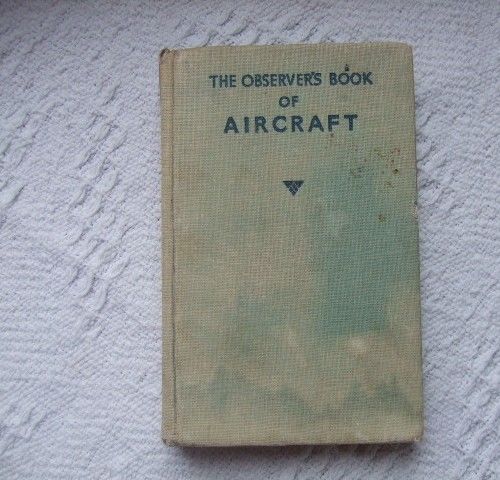 THE OBSERVER'S BOOK
OF
AIRCRAFT